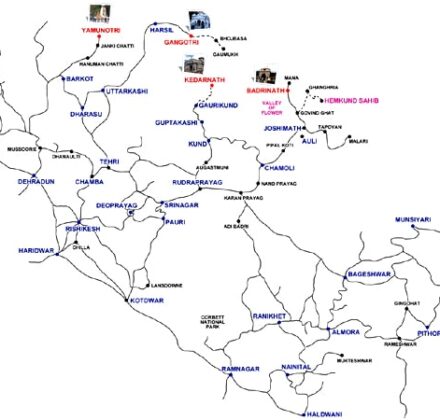 YAMUNOTRI
HARSIL
GANGOTRI
BHOJBASA
GAUMUKH
JANKI CHATTI
HANUMAN CHATTI
KEDARNATH
BADRINATH
MANA
GHANGHRIA
HEMKUND SAHIB
BARKOT
UTTARKASHI
VALLEY
OF
FLOWER
DHARASU
GAURIKUND
GOVIND GHAT
GUPTAKASHI
JOSHIMATH
TAPOVAN
AULI
MALARI
MUSSOORIE
DHANAULTI
KUND
PIPAL KOTI
TEHRI
AUGASTMUNI
CHAMOLI
DEHRADUN
CHAMBA
RUDRAPRAYAG
NAND PRAYAG
DEOPRAYAG
SRINAGAR
KARAN PRAYAG
PAURI
RISHIKESH
ADI BADRI
MUNSIYARI
HARIDWAR
CHILLA
BAGESHWAR
LANSDOWNE
KOTDWAR
CORBETT
NATIONAL
PARK
RANIKHET
ALMORA
PITHOR
RAMESHWAR
MUKTESHWAR
RAMNAGAR
NAINITAL
HALDWANI